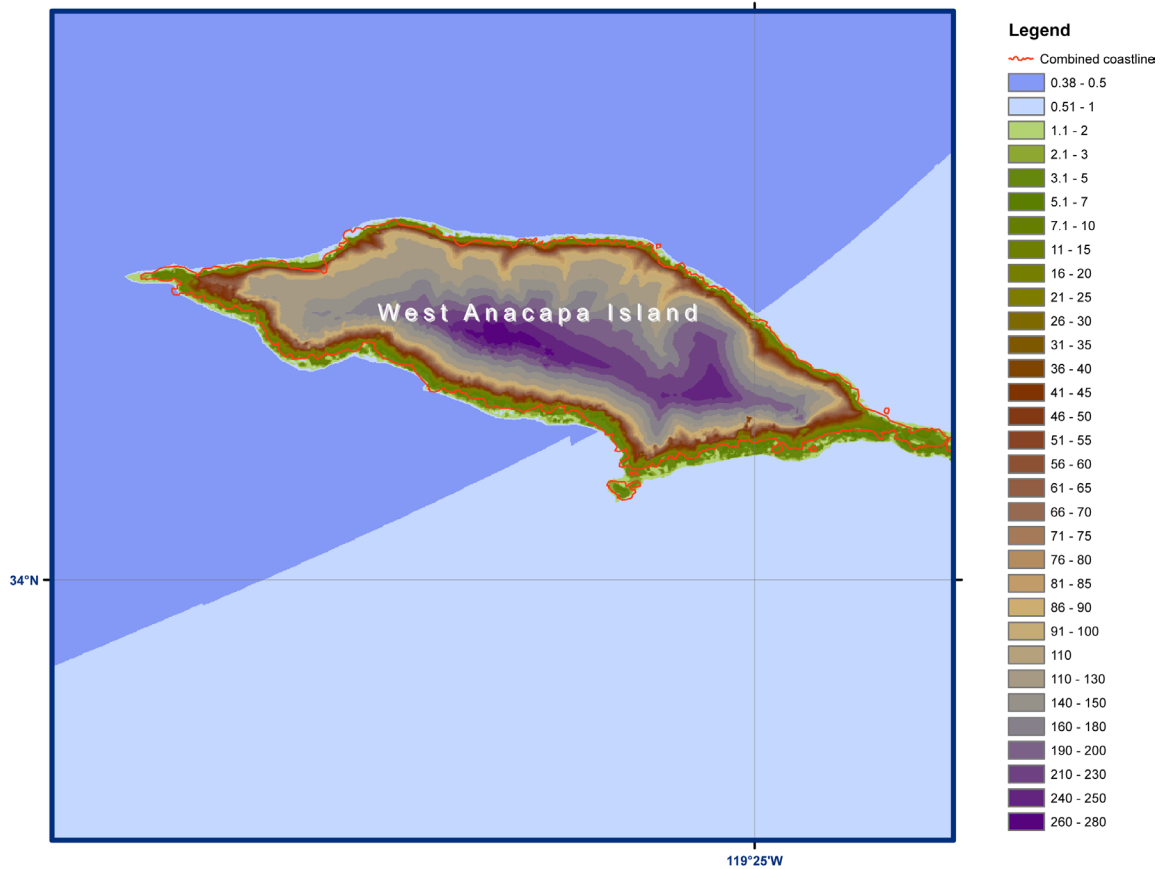 Legend
Combined coastline
0.38 - 0.5
0.51 - 1
1.1 - 2
2.1 - 3
3.1 - 5
5.1 - 7
7.1 - 10
11 - 15
16 - 20
21 - 25
26 - 30
31 - 35
36 - 40
41 - 45
46 - 50
51 - 55
56 - 60
61 - 65
66 - 70
71 - 75
76 - 80
81 - 85
86 - 90
91 - 100
110
110 - 130
140 - 150
160 - 180
190 - 200
210 - 230
240 - 250
260 - 280
West Anacapa Island
34°N
119°25'W